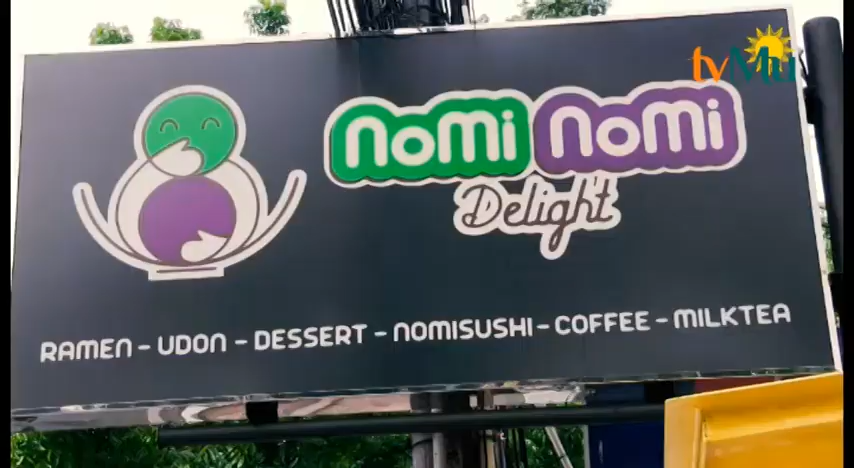 tvMu
nomi nomi
Delight
RAMEN - UDON - DESSERT - NOMISUSHI - COFFEE - MILKTEA